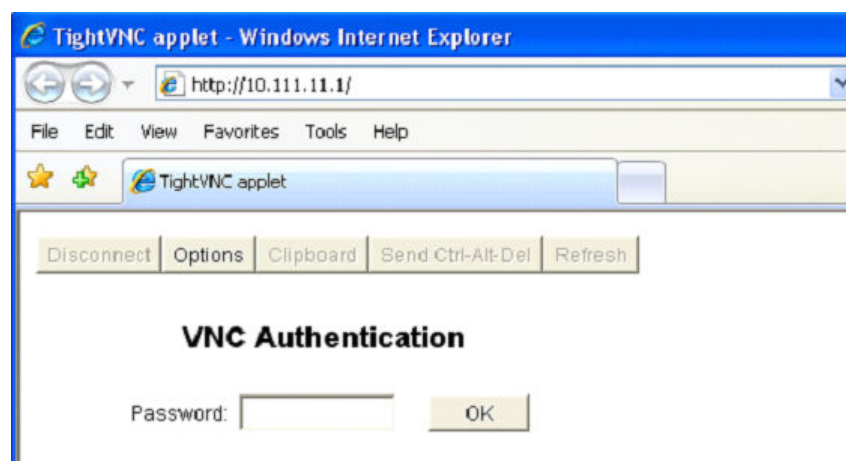 TightVNC applet - Windows Internet Explorer
http://10.111.11.1/
File Edit View Favorites Tools Help
TightVNC applet
Disconnect Options Clipboard Send Ctrl-Alt-Del Refresh
VNC Authentication
Password: OK